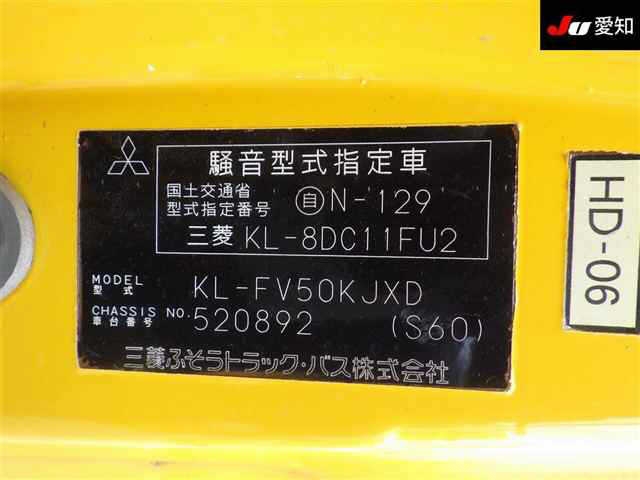 JU 愛知
騒音型式指定車
国土交通省
型式指定番号 自N-129
三菱 KL-8DC11FU2
MODEL
型式 KL-FV50KJXD
CHASSIS NO.
車台番号 520892 (S60)
三菱ふそうトラック・バス株式会社
HD-06